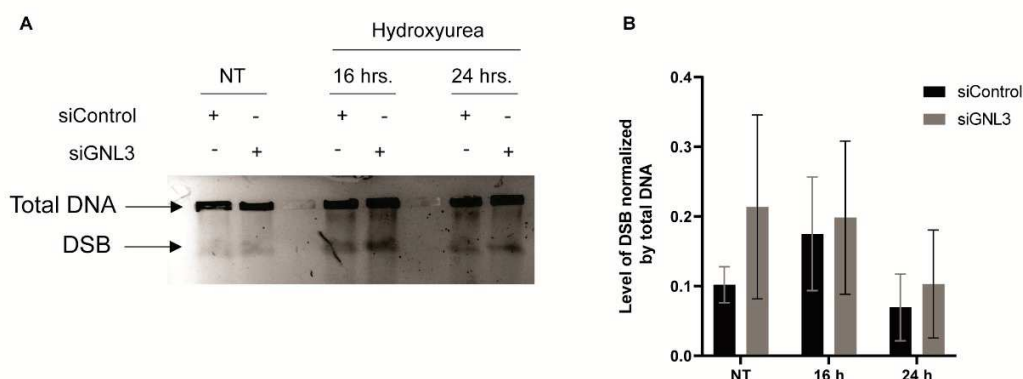 A
Hydroxyurea
NT
16 hrs.
24 hrs.
siControl + - + - + -
siGNL3 - + - + - +
Total DNA
DSB
B
Level of DSB normalized
by total DNA
0.4
0.3
0.2
0.1
0.0
NT 16 h 24 h
siControl
siGNL3